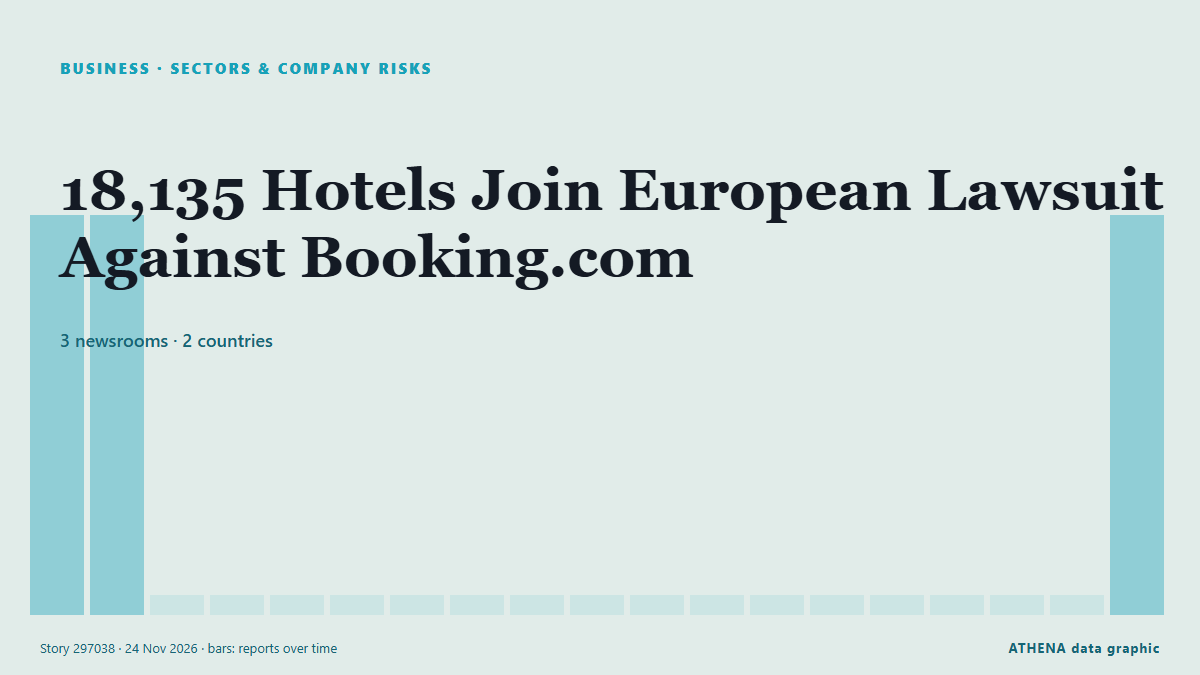 BUSINESS · SECTORS & COMPANY RISKS
18,135 Hotels Join European Lawsuit
Against Booking.com
3 newsrooms · 2 countries
Story 297038 · 24 Nov 2026 · bars: reports over time
ATHENA data graphic